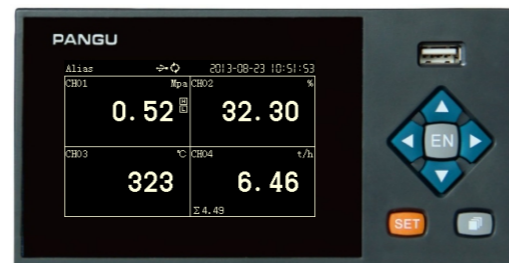 PANGU
Alias 2013-08-23 10:51:53
CH01 Mpa CH02 %
0.52 H L 32.30
CH03 ℃ CH04 t/h
323 6.46
Σ4.49
EN
SET